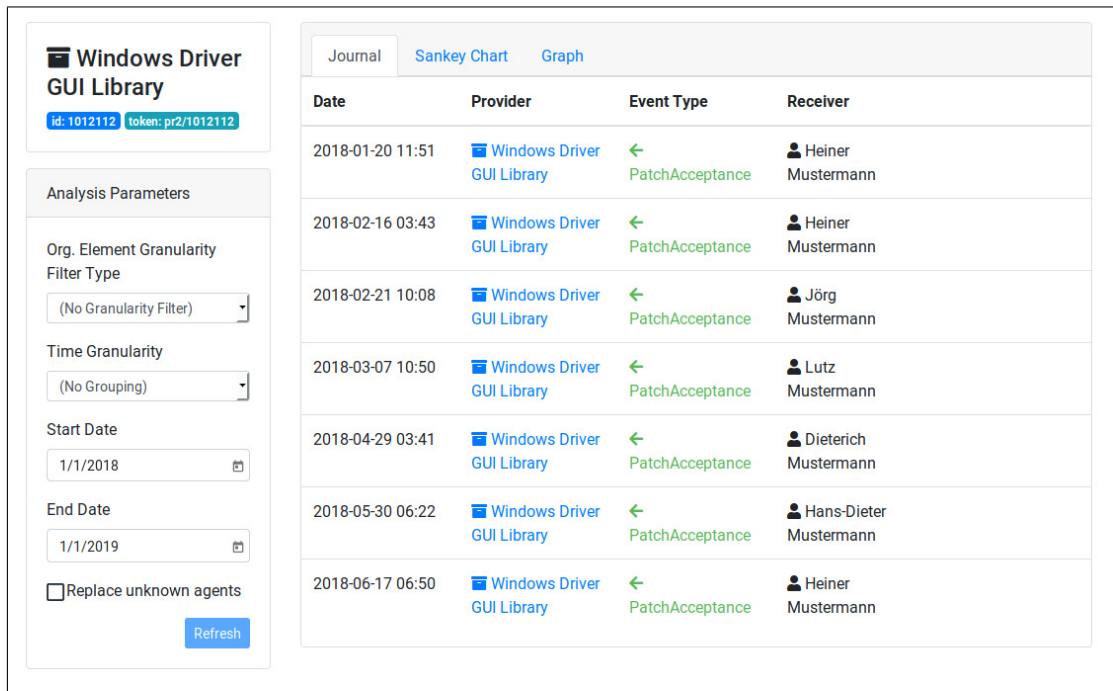 Windows Driver
GUI Library
id: 1012112 token: pr2/1012112
Analysis Parameters
Org. Element Granularity
Filter Type
(No Granularity Filter)
Time Granularity
(No Grouping)
Start Date
1/1/2018
End Date
1/1/2019
Replace unknown agents
Refresh
Journal Sankey Chart Graph
Date Provider Event Type Receiver
2018-01-20 11:51 Windows Driver Heiner
GUI Library PatchAcceptance Mustermann
2018-02-16 03:43 Windows Driver Heiner
GUI Library PatchAcceptance Mustermann
2018-02-21 10:08 Windows Driver Jörg
GUI Library PatchAcceptance Mustermann
2018-03-07 10:50 Windows Driver Lutz
GUI Library PatchAcceptance Mustermann
2018-04-29 03:41 Windows Driver Dieterich
GUI Library PatchAcceptance Mustermann
2018-05-30 06:22 Windows Driver Hans-Dieter
GUI Library PatchAcceptance Mustermann
2018-06-17 06:50 Windows Driver Heiner
GUI Library PatchAcceptance Mustermann